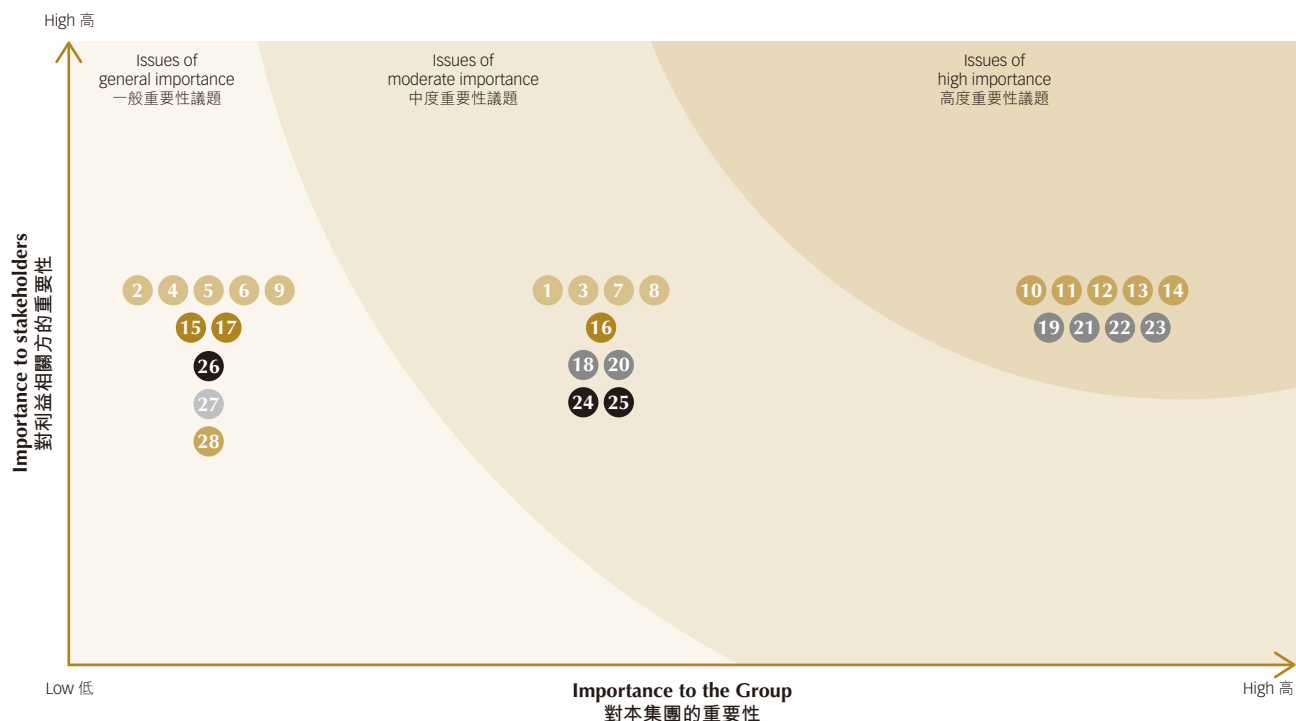 High 高
Issues of
general importance
一般重要性議題
Issues of
moderate importance
中度重要性議題
Issues of
high importance
高度重要性議題
Importance to stakeholders
對利益相關方的重要性
2 4 5 6 9
15 17
26
27
28
1 3 7 8
16
18 20
24 25
10 11 12 13 14
19 21 22 23
Low 低
Importance to the Group
對本集團的重要性
High 高